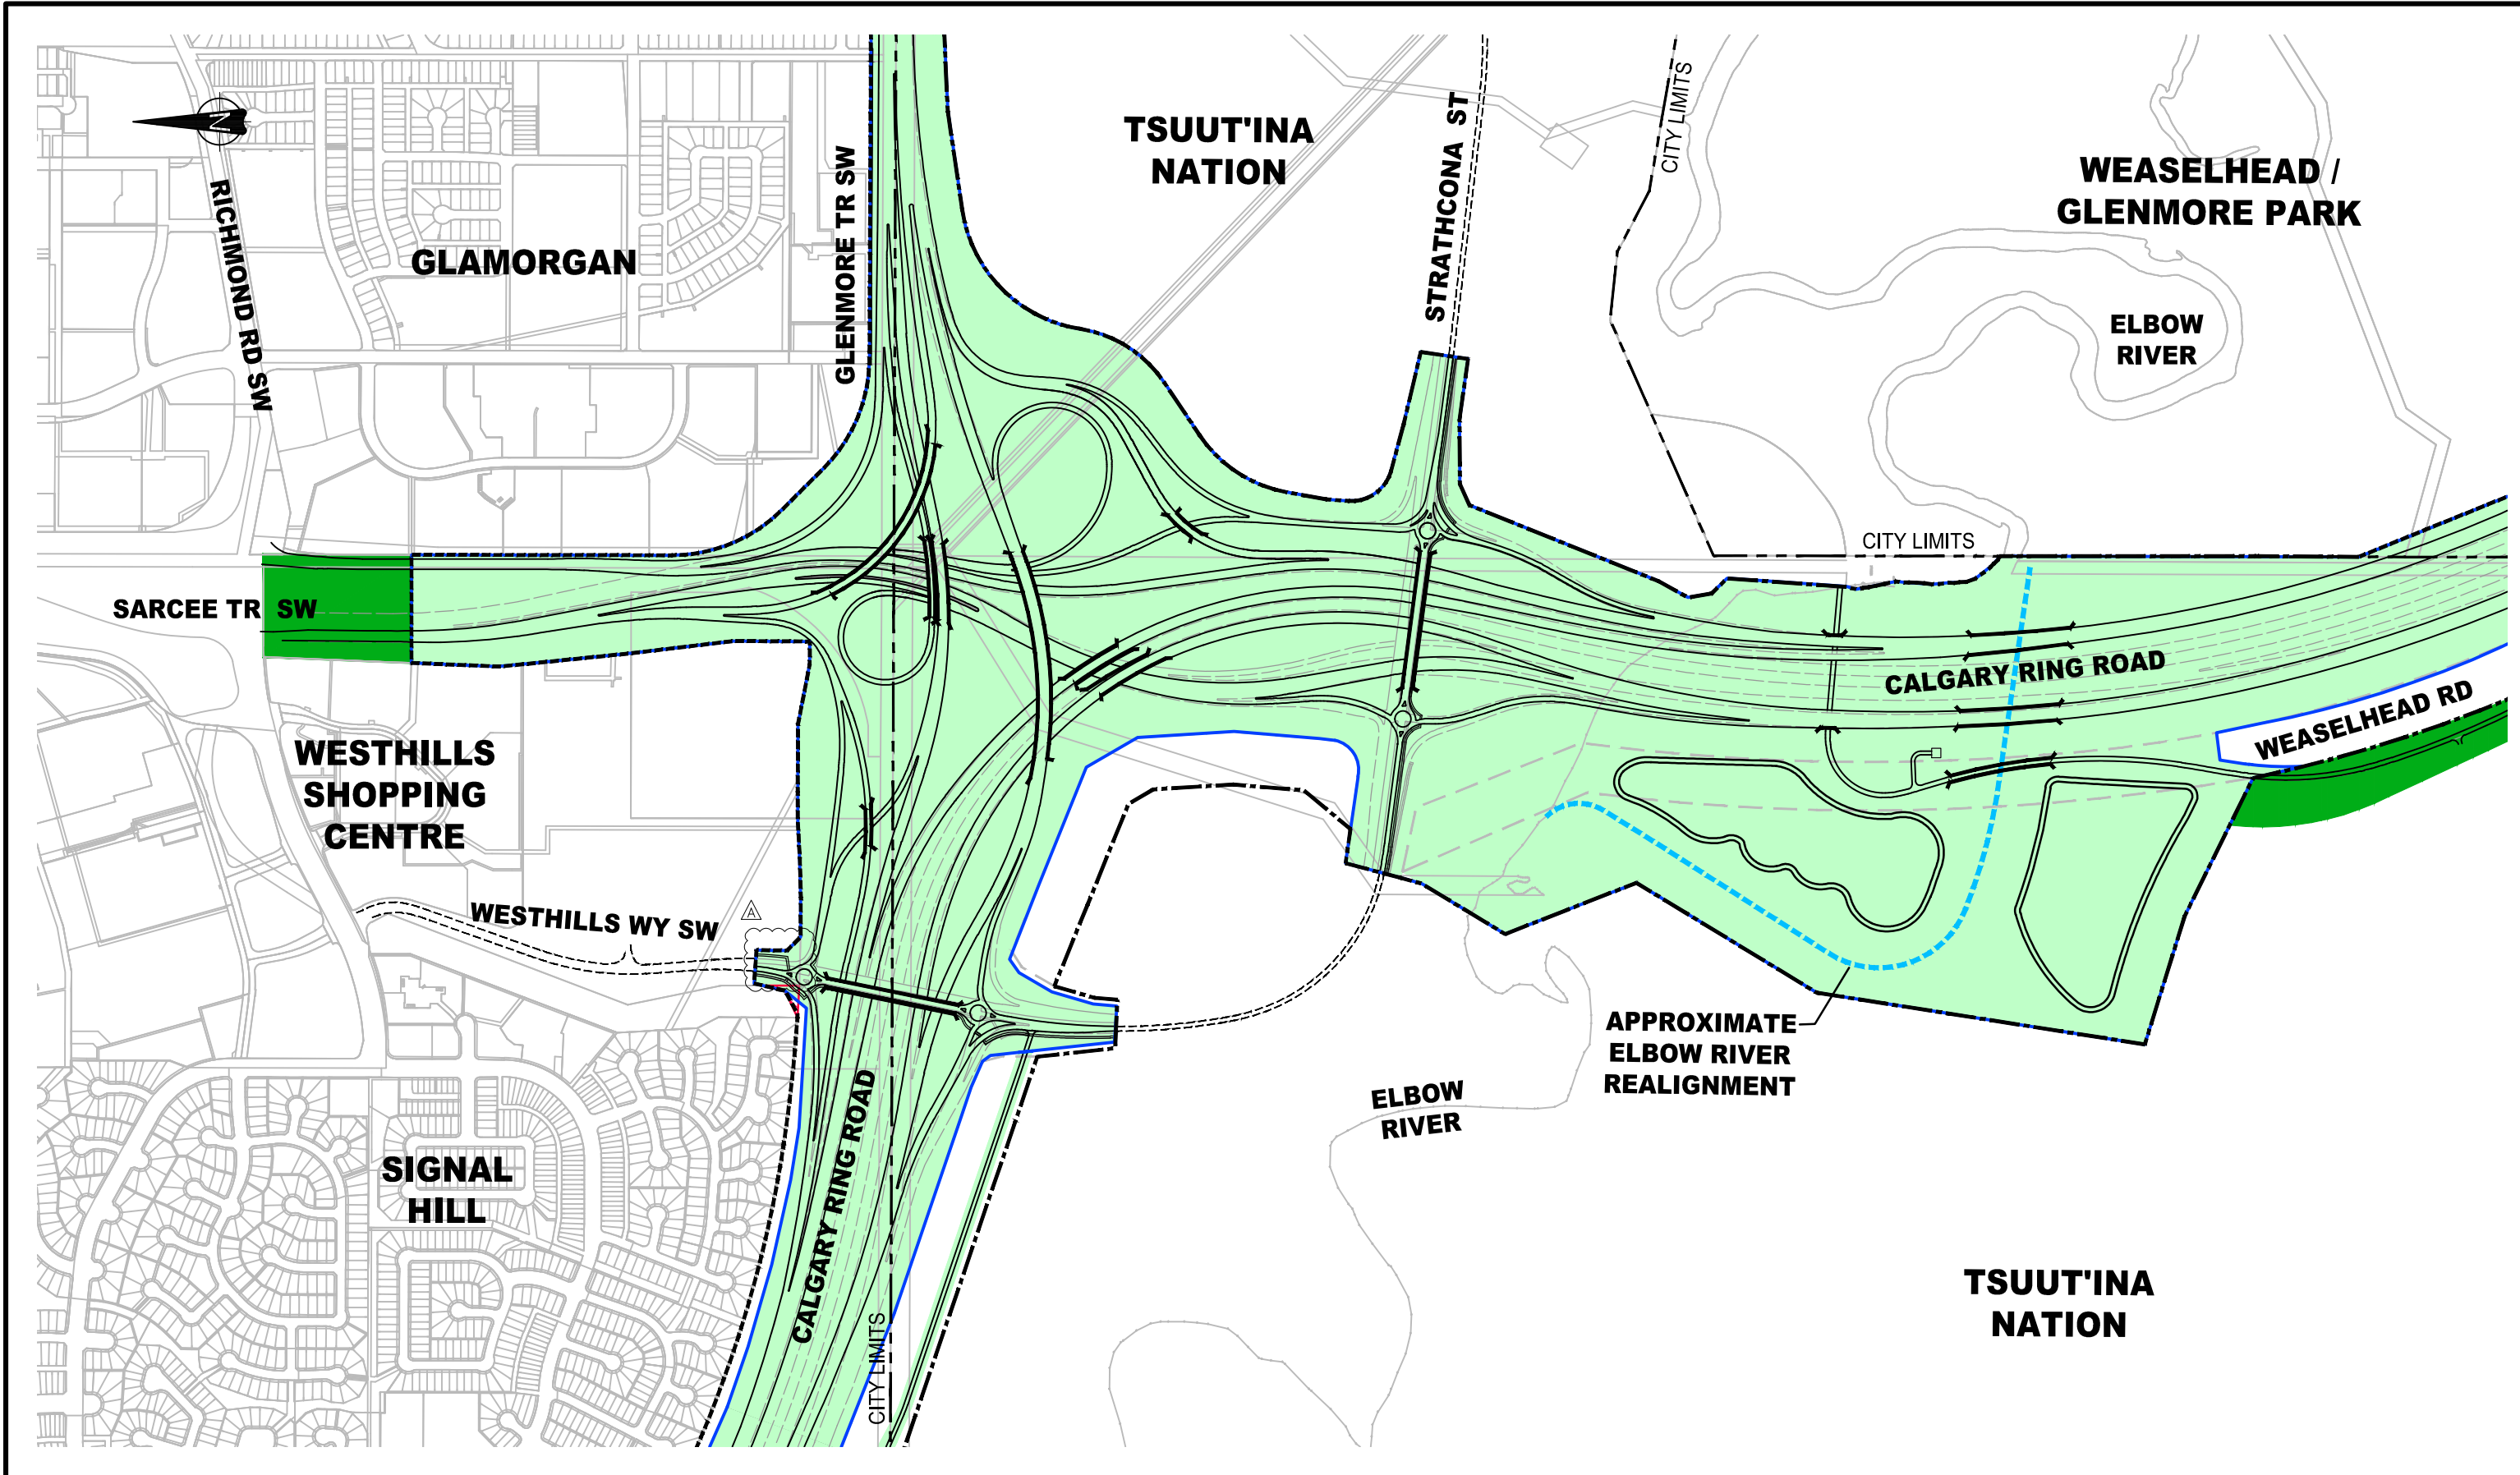 N
RICHMOND RD SW
GLAMORGAN
GLENMORE TR SW
TSUUT'INA
NATION
STRATHCONA ST
CITY LIMITS
WEASELHEAD /
GLENMORE PARK
ELBOW
RIVER
CITY LIMITS
SARCEE TR SW
CALGARY RING ROAD
WEASELHEAD RD
WESTHILLS
SHOPPING
CENTRE
WESTHILLS WY SW
A
APPROXIMATE
ELBOW RIVER
REALIGNMENT
ELBOW
RIVER
SIGNAL
HILL
CALGARY RING ROAD
CITY LIMITS
TSUUT'INA
NATION